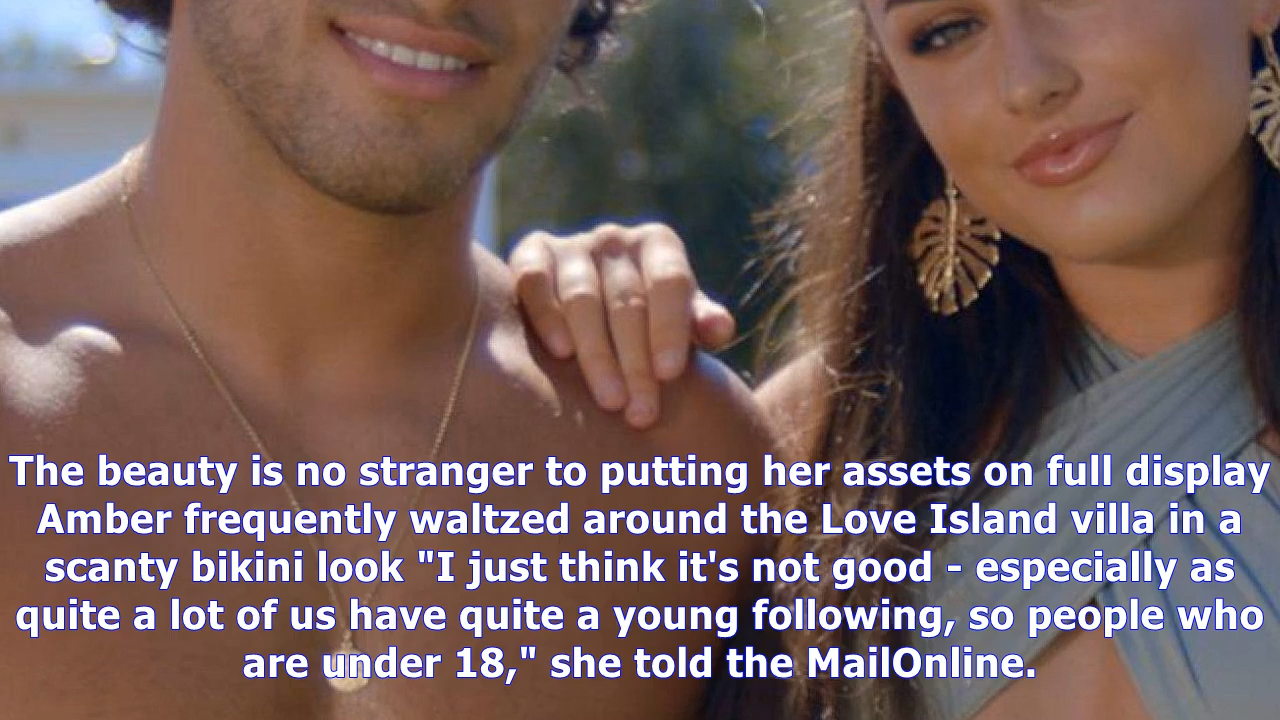 The beauty is no stranger to putting her assets on full display
Amber frequently waltzed around the Love Island villa in a
scanty bikini look "I just think it's not good - especially as
quite a lot of us have quite a young following, so people who
are under 18," she told the MailOnline.